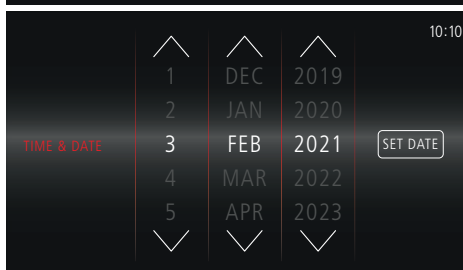 10:10
1 DEC 2019
2 JAN 2020
TIME & DATE 3 FEB 2021 SET DATE
4 MAR 2022
5 APR 2023